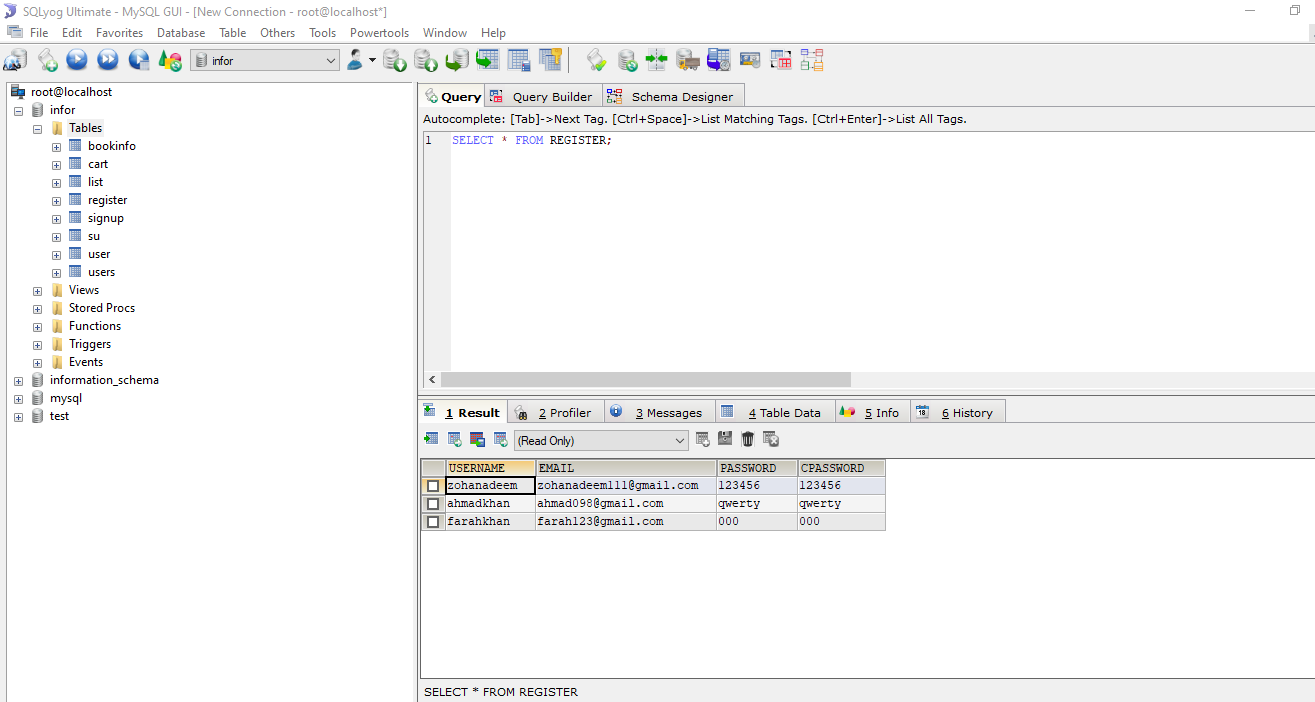 SQLyog Ultimate - MySQL GUI - [New Connection - root@localhost*]
File Edit Favorites Database Table Others Tools Powertools Window Help
infor
root@localhost
infor
Tables
bookinfo
cart
list
register
signup
su
user
users
Views
Stored Procs
Functions
Triggers
Events
information_schema
mysql
test
Query Query Builder Schema Designer
Autocomplete: [Tab]->Next Tag. [Ctrl+Space]->List Matching Tags. [Ctrl+Enter]->List All Tags.
1 SELECT * FROM REGISTER;
1 Result 2 Profiler 3 Messages 4 Table Data 5 Info 18 6 History
(Read Only)
USERNAME EMAIL PASSWORD CPASSWORD
zohanadeem zohanadeem111@gmail.com 123456 123456
ahmadkhan ahmad098@gmail.com qwerty qwerty
farahkhan farah123@gmail.com 000 000
SELECT * FROM REGISTER